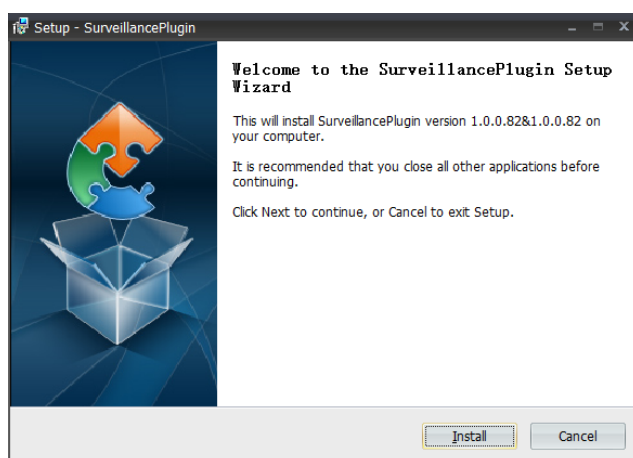 Setup - SurveillancePlugin
Welcome to the SurveillancePlugin Setup
Wizard
This will install SurveillancePlugin version 1.0.0.82&1.0.0.82 on
your computer.
It is recommended that you close all other applications before
continuing.
Click Next to continue, or Cancel to exit Setup.
Install
Cancel